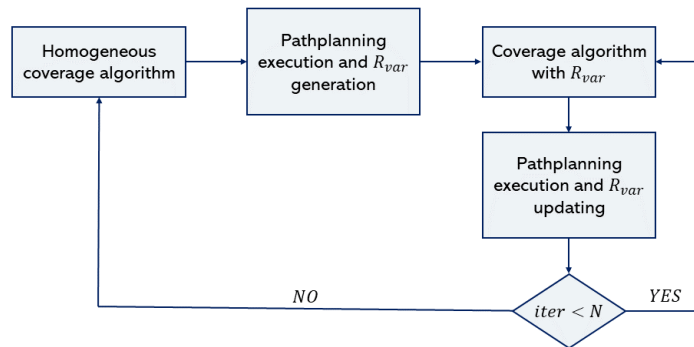 Homogeneous
coverage algorithm
Pathplanning
execution and R_var
generation
Coverage algorithm
with R_var
Pathplanning
execution and R_var
updating
NO
iter < N
YES